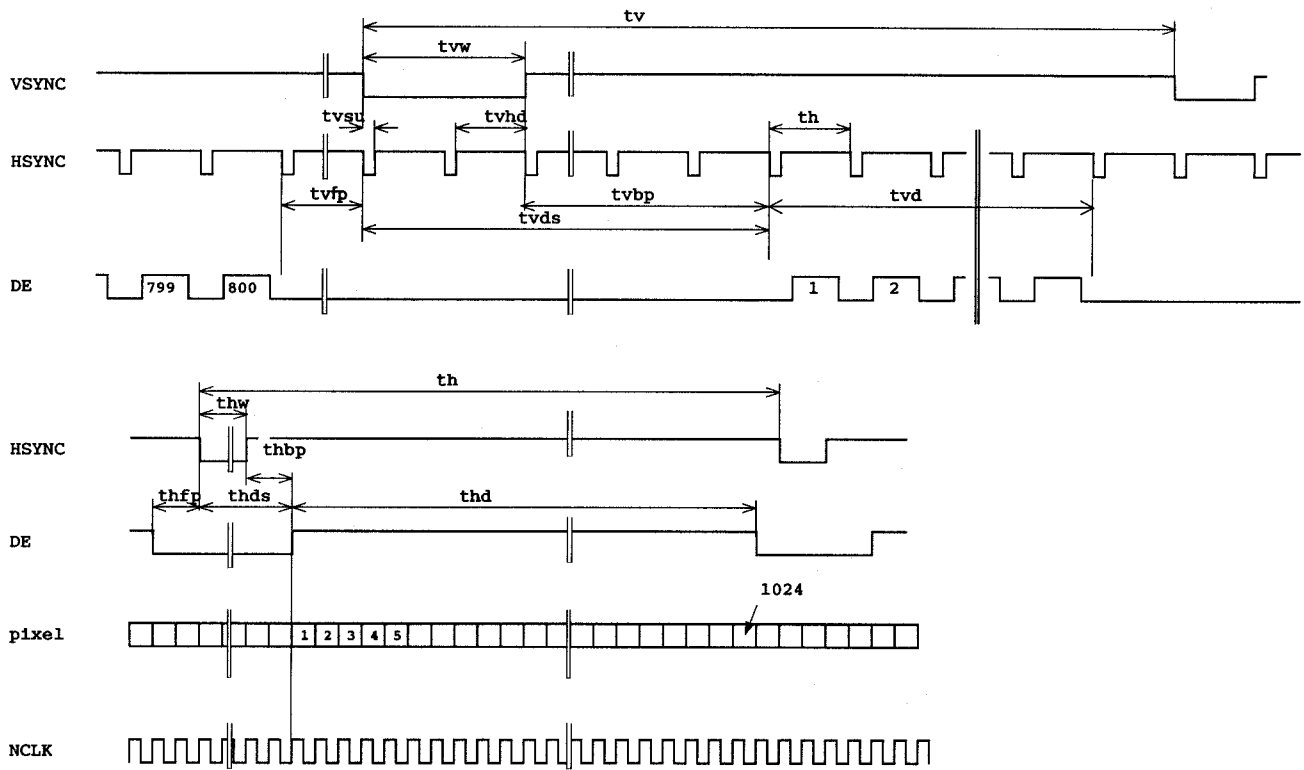 tv
tvw
VSYNC
tvsu
tvhd
th
HSYNC
tvfp
tvbp
tvd
tvds
DE
799
800
1
2
th
thw
HSYNC
thbp
thfp
thds
thd
DE
1024
pixel
1 2 3 4 5
NCLK